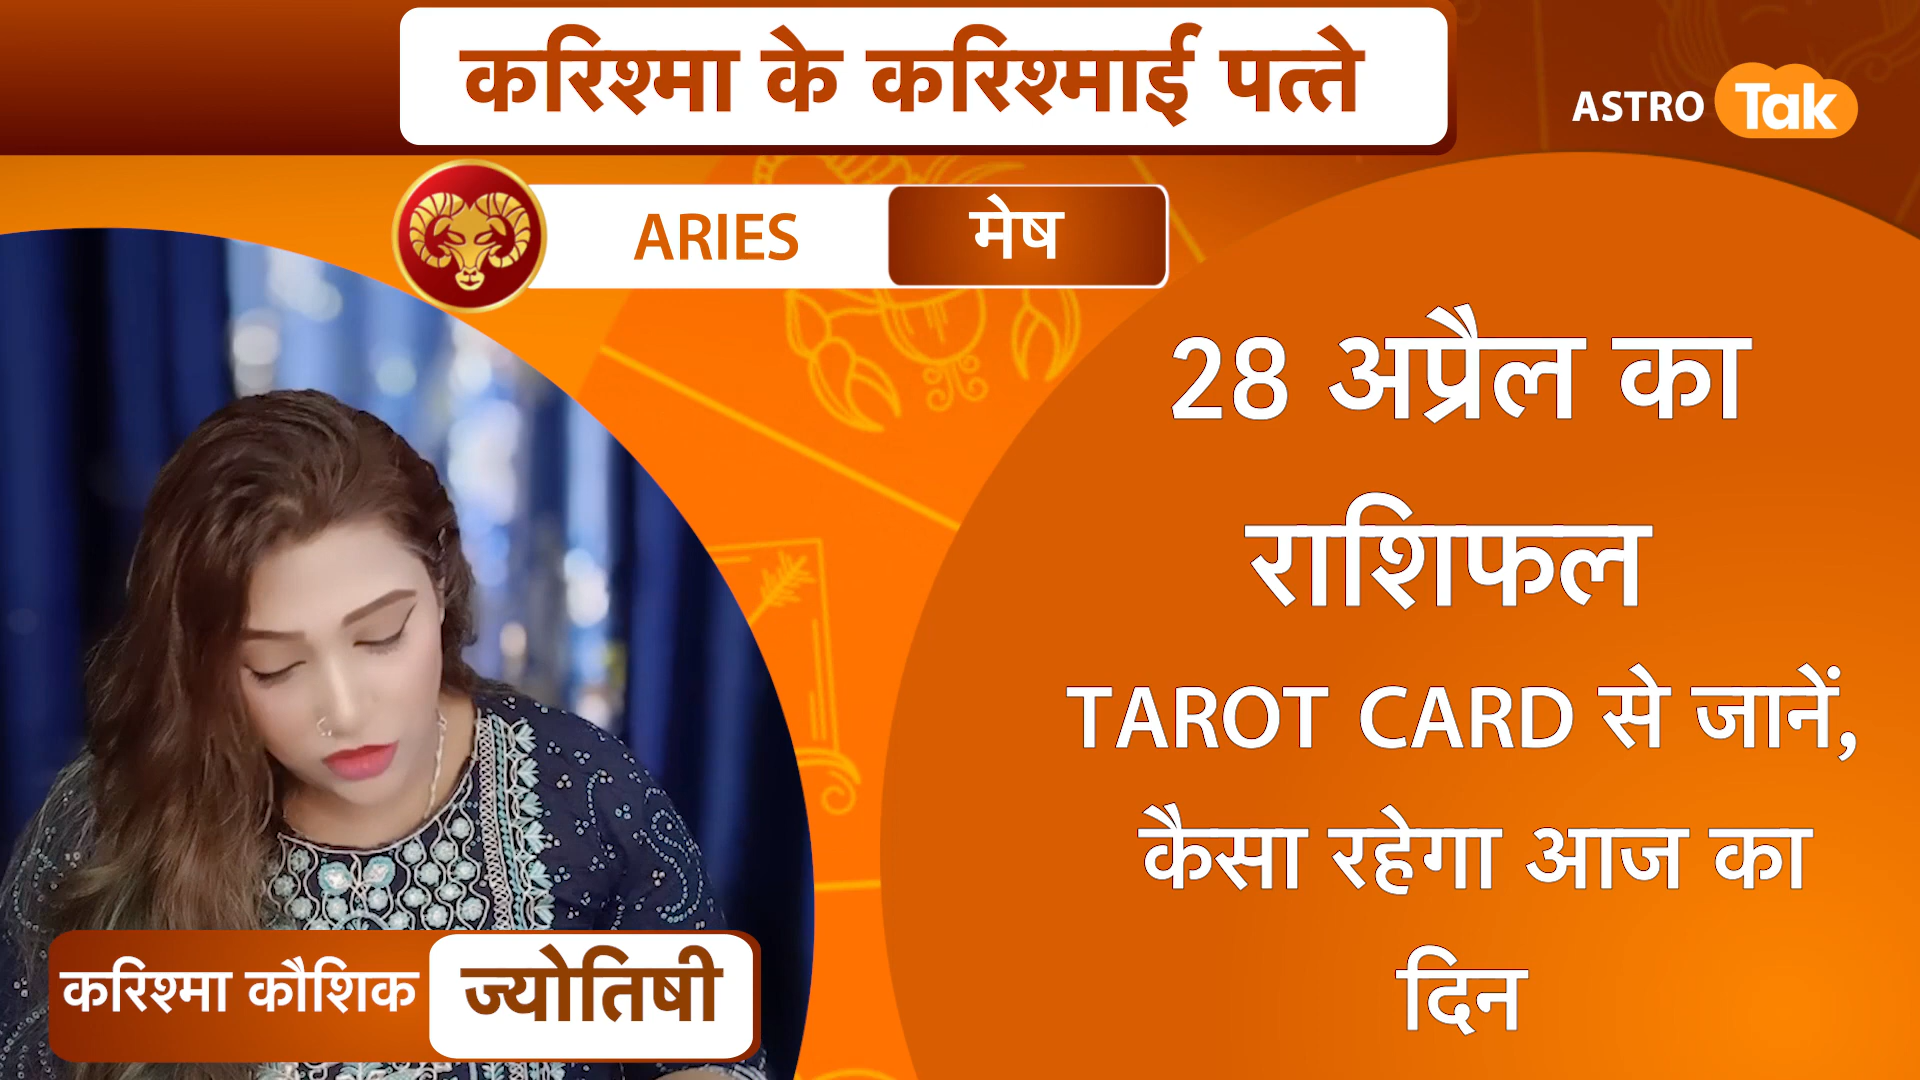 करिश्मा के करिश्माई पत्ते
ASTRO Tak
ARIES मेष
28 अप्रैल का
राशिफल
TAROT CARD से जानें,
कैसा रहेगा आज का
दिन
करिश्मा कौशिक ज्योतिषी